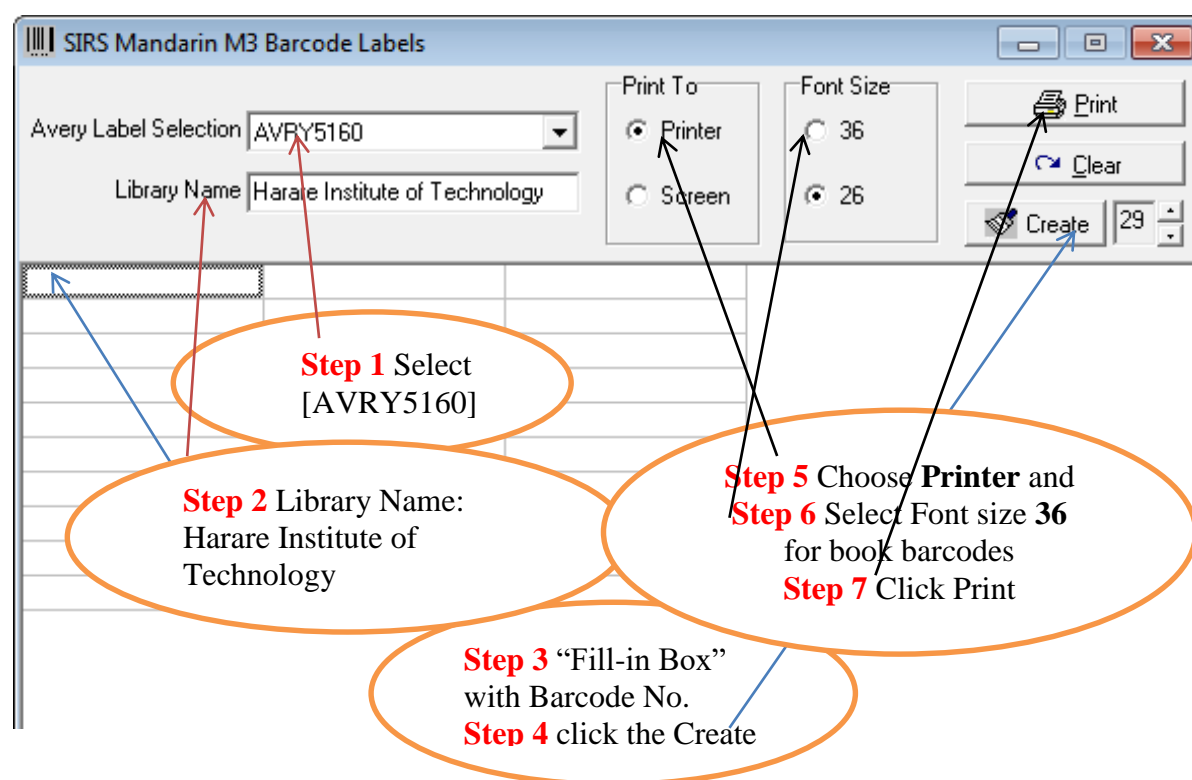 SIRS Mandarin M3 Barcode Labels
Avery Label Selection AVRY5160
Library Name Harare Institute of Technology
Print To
Printer
Screen
Font Size
36
26
Print
Clear
Create 29
Step 1 Select
[AVRY5160]
Step 2 Library Name:
Harare Institute of
Technology
Step 5 Choose Printer and
Step 6 Select Font size 36
for book barcodes
Step 7 Click Print
Step 3 “Fill-in Box”
with Barcode No.
Step 4 click the Create